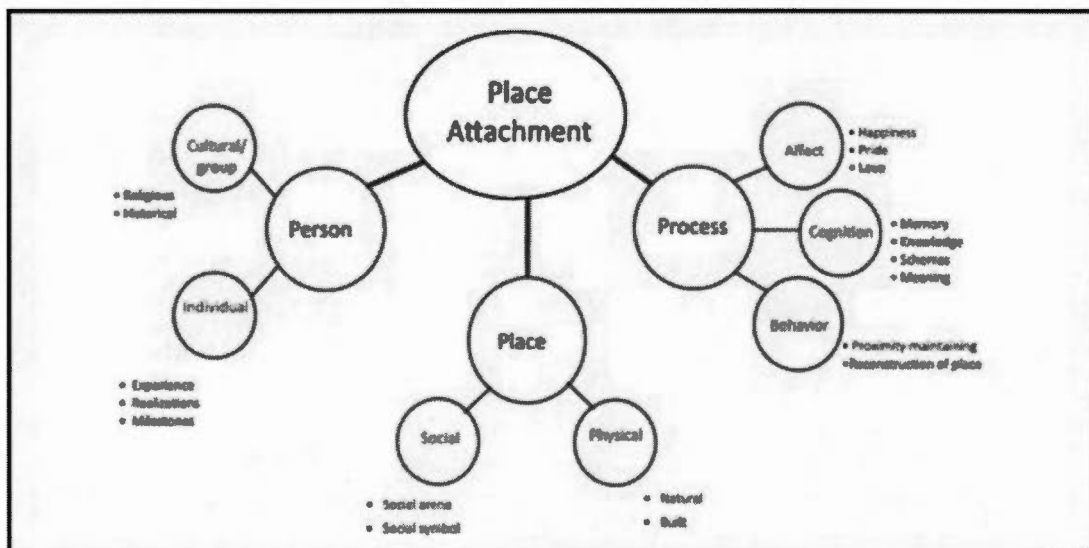 Place
Attachment
Cultural/
group
• Religious
• Historical
Person
Individual
• Experience
• Realizations
• Milestones
Place
Social
• Social arena
• Social symbol
Physical
• Natural
• Built
Process
Affect
• Happiness
• Pride
• Love
Cognition
• Memory
• Knowledge
• Schemas
• Meaning
Behavior
• Proximity maintaining
•Reconstruction of place